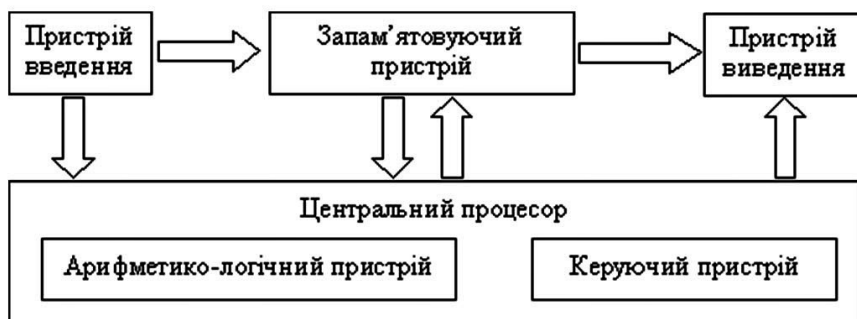 Пристрій
введення
Запам’ятовуючий
пристрій
Пристрій
виведення
Центральний процесор
Арифметико-логічний пристрій
Керуючий пристрій